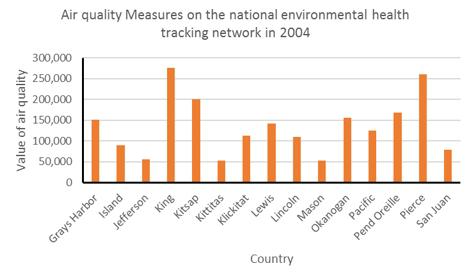 Air quality Measures on the national environmental health
tracking network in 2004
Value of air quality
300,000
250,000
200,000
150,000
100,000
50,000
0
Grays Harbor
Island
Jefferson
King
Kitsap
Kittitas
Klickitat
Lewis
Lincoln
Mason
Okanogan
Pacific
Pend Oreille
Pierce
San Juan
Country